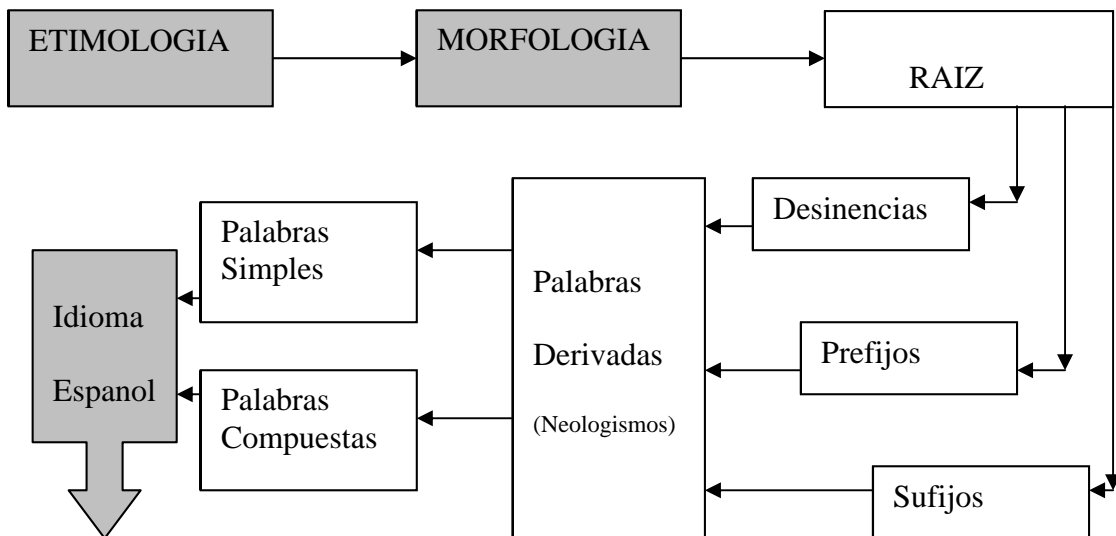 ETIMOLOGIA
MORFOLOGIA
RAIZ
Desinencias
Prefijos
Sufijos
Palabras
Derivadas
(Neologismos)
Palabras
Simples
Palabras
Compuestas
Idioma
Espanol